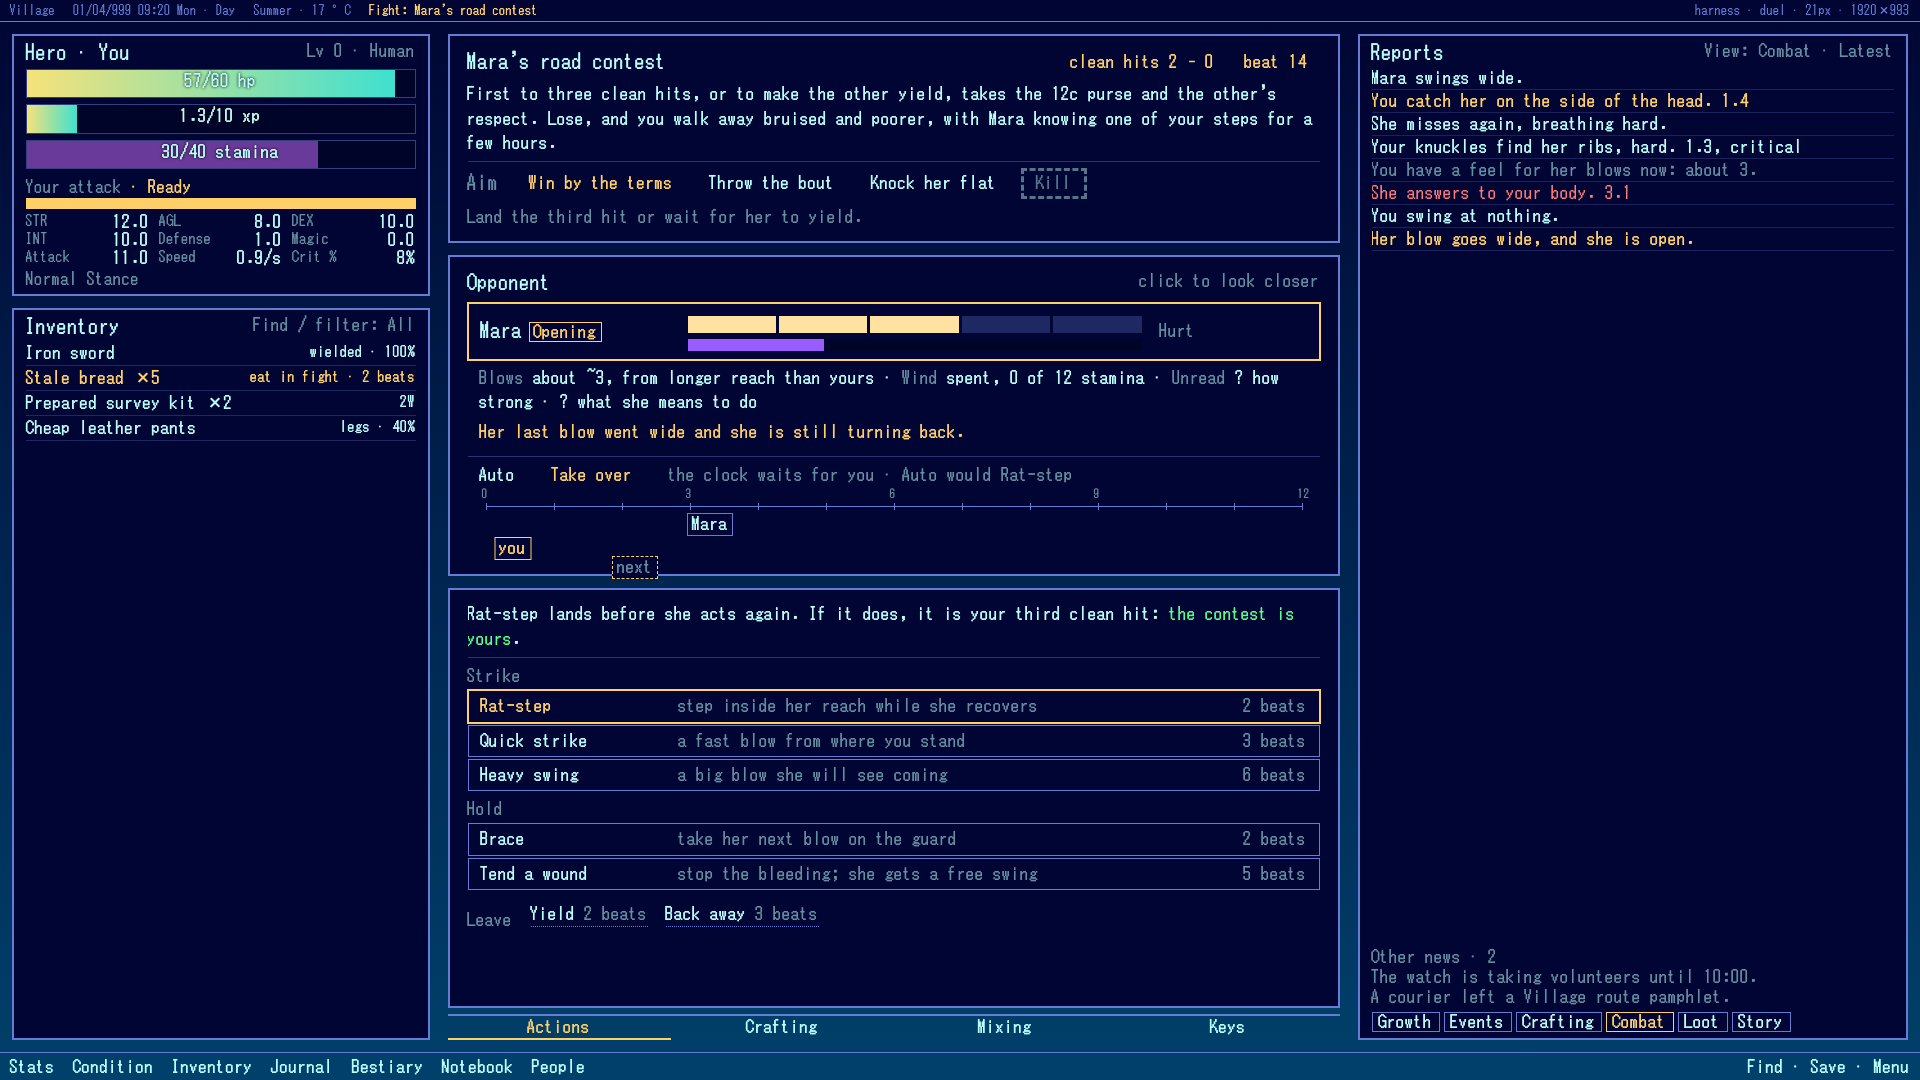 Village 01/04/999 09:20 Mon · Day Summer · 17 ° C Fight: Mara's road contest harness · duel · 21px · 1920×993
Hero · You Lv 0 · Human
57/60 hp
1.3/10 xp
30/40 stamina
Your attack · Ready
STR 12.0 AGL 8.0 DEX 10.0
INT 10.0 Defense 1.0 Magic 0.0
Attack 11.0 Speed 0.9/s Crit % 8%
Normal Stance
Inventory Find / filter: All
Iron sword wielded · 100%
Stale bread ×5 eat in fight · 2 beats
Prepared survey kit ×2 2W
Cheap leather pants legs · 40%
Mara's road contest clean hits 2 - 0 beat 14
First to three clean hits, or to make the other yield, takes the 12c purse and the other's
respect. Lose, and you walk away bruised and poorer, with Mara knowing one of your steps for a
few hours.
Aim Win by the terms Throw the bout Knock her flat Kill
Land the third hit or wait for her to yield.
Opponent click to look closer
Mara Opening Hurt
Blows about ~3, from longer reach than yours · Wind spent, 0 of 12 stamina · Unread ? how
strong · ? what she means to do
Her last blow went wide and she is still turning back.
Auto Take over the clock waits for you · Auto would Rat-step
0 3 6 9 12
Mara
you
next
Rat-step lands before she acts again. If it does, it is your third clean hit: the contest is
yours.
Strike
Rat-step step inside her reach while she recovers 2 beats
Quick strike a fast blow from where you stand 3 beats
Heavy swing a big blow she will see coming 6 beats
Hold
Brace take her next blow on the guard 2 beats
Tend a wound stop the bleeding; she gets a free swing 5 beats
Leave Yield 2 beats Back away 3 beats
Actions Crafting Mixing Keys
Reports View: Combat · Latest
Mara swings wide.
You catch her on the side of the head. 1.4
She misses again, breathing hard.
Your knuckles find her ribs, hard. 1.3, critical
You have a feel for her blows now: about 3.
She answers to your body. 3.1
You swing at nothing.
Her blow goes wide, and she is open.
Other news · 2
The watch is taking volunteers until 10:00.
A courier left a Village route pamphlet.
Growth Events Crafting Combat Loot Story
Stats Condition Inventory Journal Bestiary Notebook People Find · Save · Menu